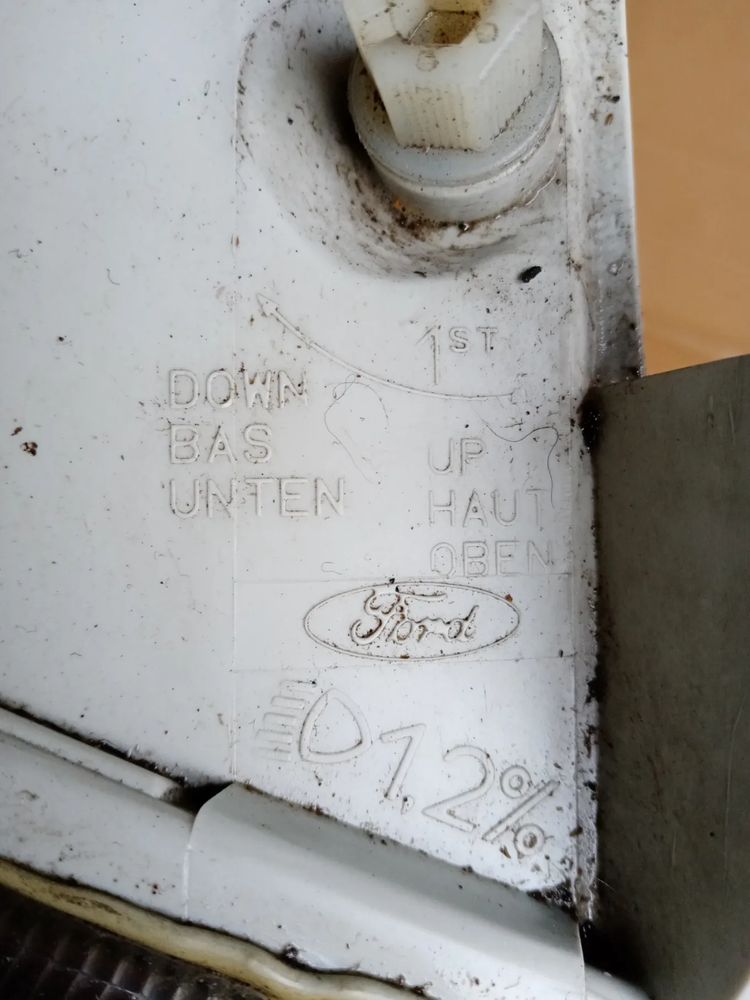 1ST
DOWN
BAS
UNTEN
UP
HAUT
OBEN
Ford
1,2%